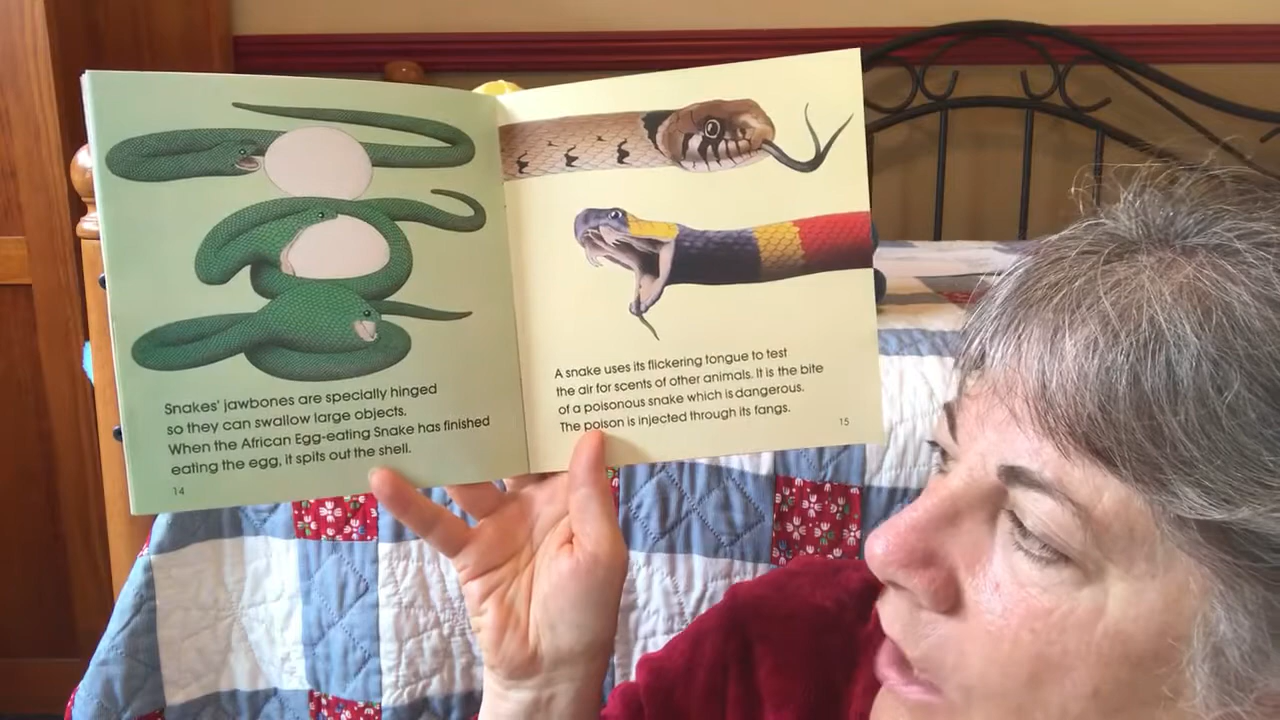 Snakes' jawbones are specially hinged
so they can swallow large objects.
When the African Egg-eating Snake has finished
eating the egg, it spits out the shell.
14
A snake uses its flickering tongue to test
the air for scents of other animals. It is the bite
of a poisonous snake which is dangerous.
The poison is injected through its fangs.
15